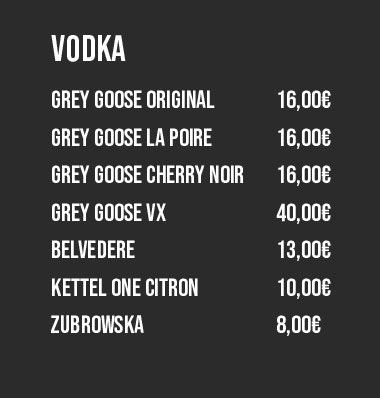 VODKA
GREY GOOSE ORIGINAL 16,00€
GREY GOOSE LA POIRE 16,00€
GREY GOOSE CHERRY NOIR 16,00€
GREY GOOSE VX 40,00€
BELVEDERE 13,00€
KETTEL ONE CITRON 10,00€
ZUBROWSKA 8,00€